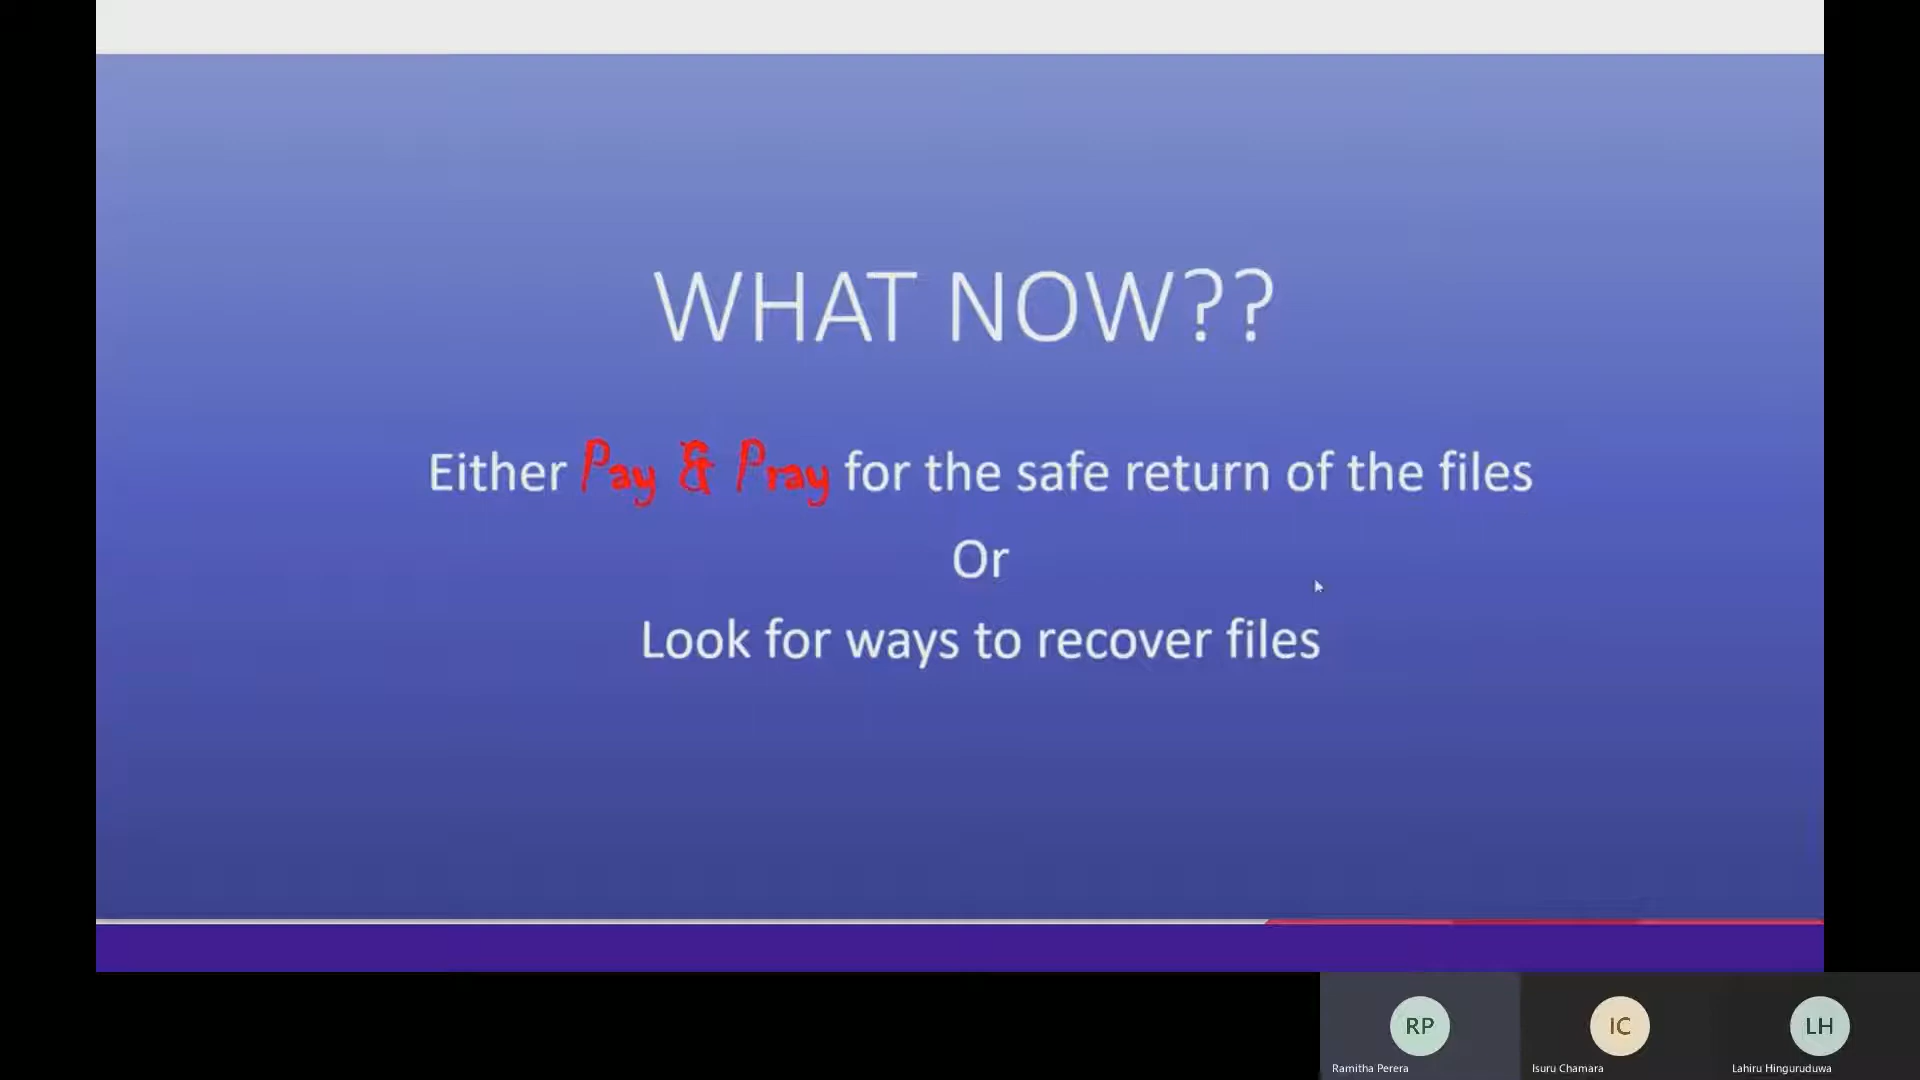 WHAT NOW??
Either Pay & Pray for the safe return of the files
Or
Look for ways to recover files
RP
IC
LH
Ramitha Perera
Isuru Chamara
Lahiru Hinguruduwa